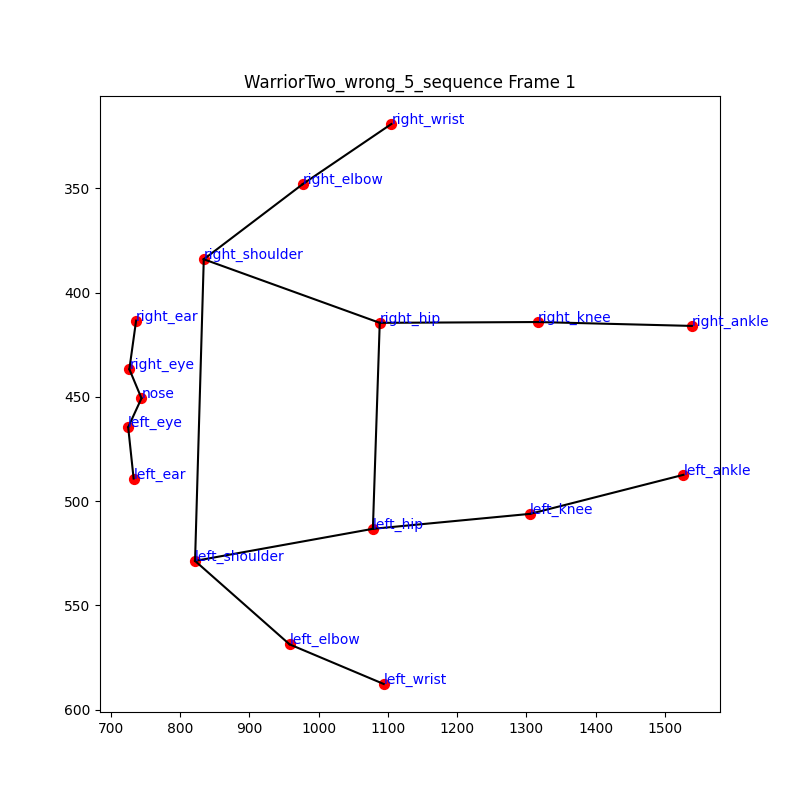 WarriorTwo_wrong_5_sequence Frame 1
right_wrist
right_elbow
right_shoulder
right_ear
right_hip
right_knee
right_ankle
right_eye
nose
left_eye
left_ear
left_ankle
left_knee
left_hip
left_shoulder
left_elbow
left_wrist
350
400
450
500
550
600
700
800
900
1000
1100
1200
1300
1400
1500